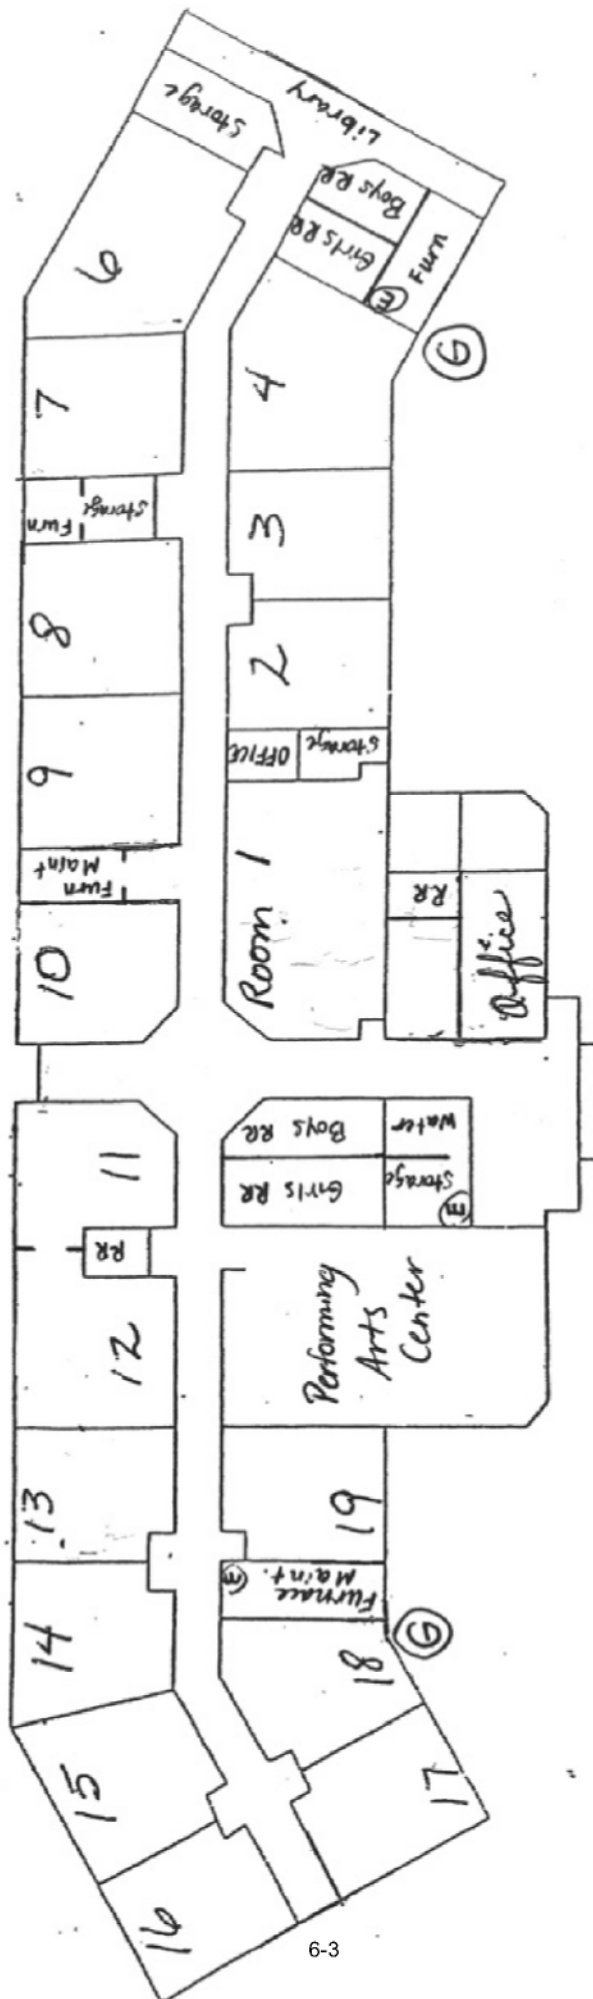 Library
Storage
Boys RR
Girls RR
Furn
E
G
6
7
4
Furn
Storage
3
8
2
9
OFFICE
Storage
Furn
Maint
Room 1
RR
Office
10
11
Boys RR
Water
Girls RR
Storage
E
RR
12
Performing
Arts
Center
13
19
E
Furnace
Maint.
14
18
G
15
17
16
6-3